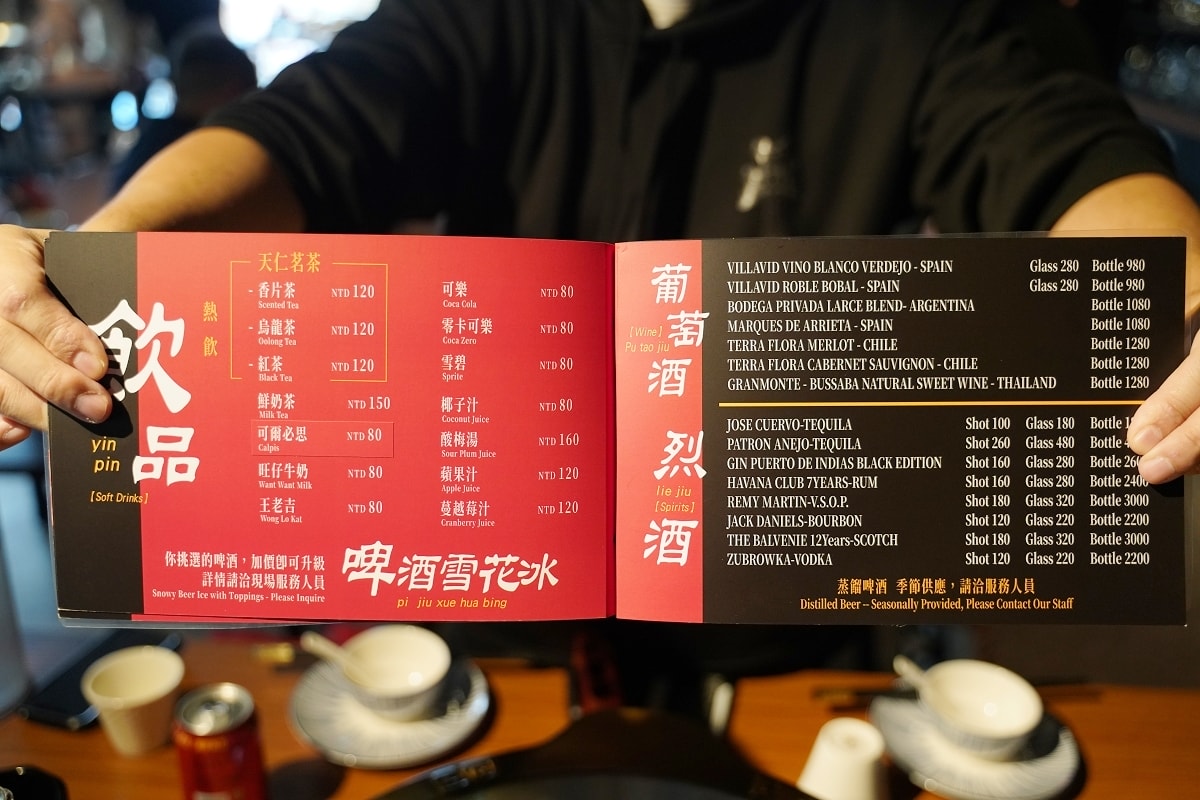 飲品
yin
pin
[Soft Drinks]
熱飲
天仁茗茶
- 香片茶 NTD 120
Scented Tea
- 烏龍茶 NTD 120
Oolong Tea
- 紅茶 NTD 120
Black Tea
鮮奶茶 NTD 150
Milk Tea
可爾必思 NTD 80
Calpis
旺仔牛奶 NTD 80
Want Want Milk
王老吉 NTD 80
Wong Lo Kat
可樂 NTD 80
Coca Cola
零卡可樂 NTD 80
Coca Zero
雪碧 NTD 80
Sprite
椰子汁 NTD 80
Coconut Juice
酸梅湯 NTD 160
Sour Plum Juice
蘋果汁 NTD 120
Apple Juice
蔓越莓汁 NTD 120
Cranberry Juice
你挑選的啤酒，加價即可升級
詳情請洽現場服務人員
Snowy Beer Ice with Toppings - Please Inquire
啤酒雪花冰
pi jiu xue hua bing
葡萄酒
[Wine]
Pu tao jiu
烈酒
lie jiu
[Spirits]
VILLAVID VINO BLANCO VERDEJO - SPAIN Glass 280 Bottle 980
VILLAVID ROBLE BOBAL - SPAIN Glass 280 Bottle 980
BODEGA PRIVADA LARCE BLEND- ARGENTINA Bottle 1080
MARQUES DE ARRIETA - SPAIN Bottle 1080
TERRA FLORA MERLOT - CHILE Bottle 1280
TERRA FLORA CABERNET SAUVIGNON - CHILE Bottle 1280
GRANMONTE - BUSSABA NATURAL SWEET WINE - THAILAND Bottle 1280
JOSE CUERVO-TEQUILA Shot 100 Glass 180 Bottle
PATRON ANEJO-TEQUILA Shot 260 Glass 480 Bottle
GIN PUERTO DE INDIAS BLACK EDITION Shot 160 Glass 280 Bottle
HAVANA CLUB 7YEARS-RUM Shot 160 Glass 280 Bottle 2400
REMY MARTIN-V.S.O.P. Shot 180 Glass 320 Bottle 3000
JACK DANIELS-BOURBON Shot 120 Glass 220 Bottle 2200
THE BALVENIE 12Years-SCOTCH Shot 180 Glass 320 Bottle 3000
ZUBROWKA-VODKA Shot 120 Glass 220 Bottle 2200
蒸餾啤酒 季節供應，請洽服務人員
Distilled Beer – Seasonally Provided, Please Contact Our Staff